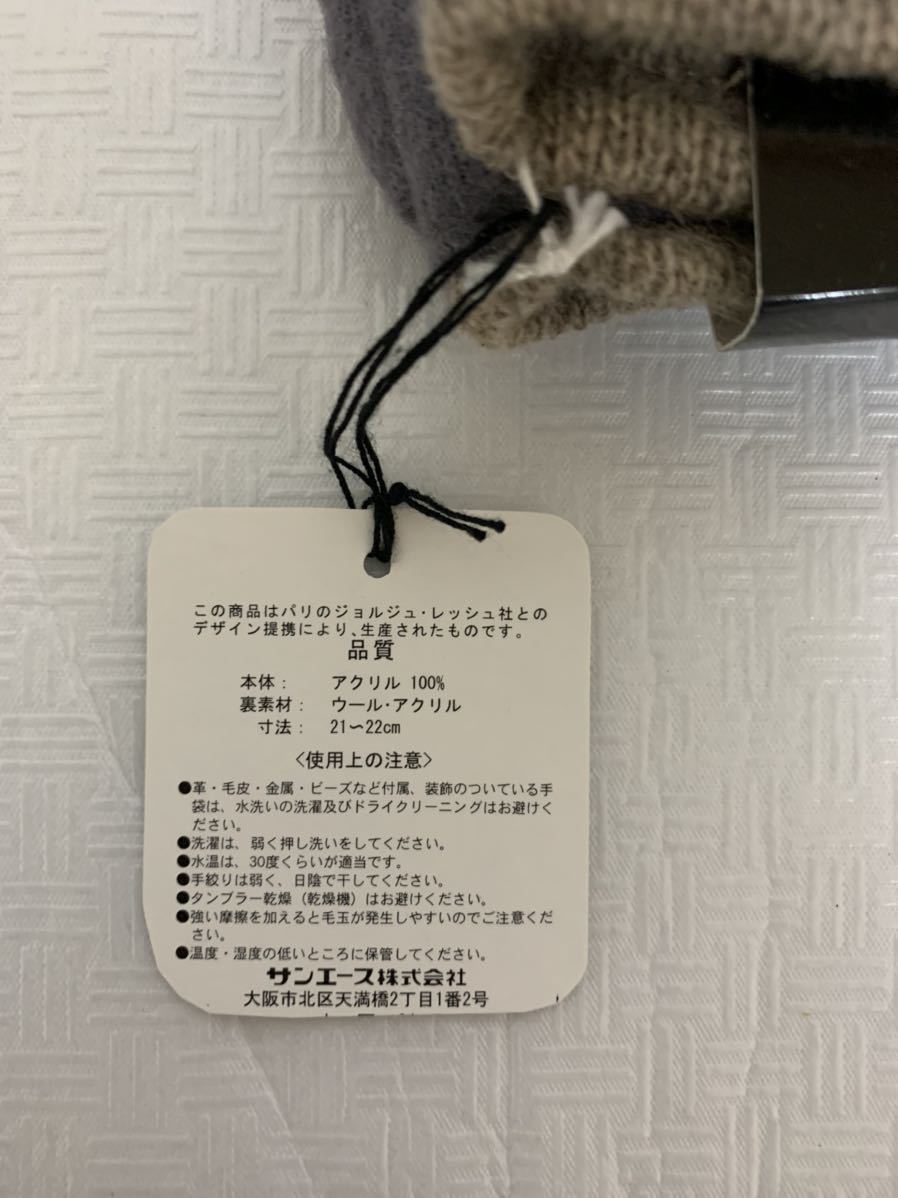 この商品はパリのジョルジュ・レッシュ社との
デザイン提携により、生産されたものです。
品質
本体： アクリル 100%
裏素材： ウール・アクリル
寸法： 21〜22cm
〈使用上の注意〉
●革・毛皮・金属・ビーズなど付属、装飾のついている手
袋は、水洗いの洗濯及びドライクリーニングはお避けく
ださい。
●洗濯は、弱く押し洗いをしてください。
●水温は、30度くらいが適当です。
●手絞りは弱く、日陰で干してください。
●タンブラー乾燥（乾燥機）はお避けください。
●強い摩擦を加えると毛玉が発生しやすいのでご注意くだ
さい。
●温度・湿度の低いところに保管してください。
サンエース株式会社
大阪市北区天満橋2丁目1番2号